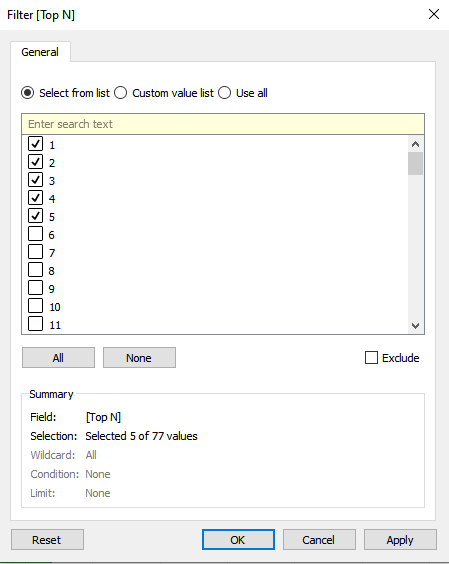 Filter [Top N]
General
Select from list Custom value list Use all
Enter search text
1
2
3
4
5
6
7
8
9
10
11
All None Exclude
Summary
Field: [Top N]
Selection: Selected 5 of 77 values
Wildcard: All
Condition: None
Limit: None
Reset OK Cancel Apply